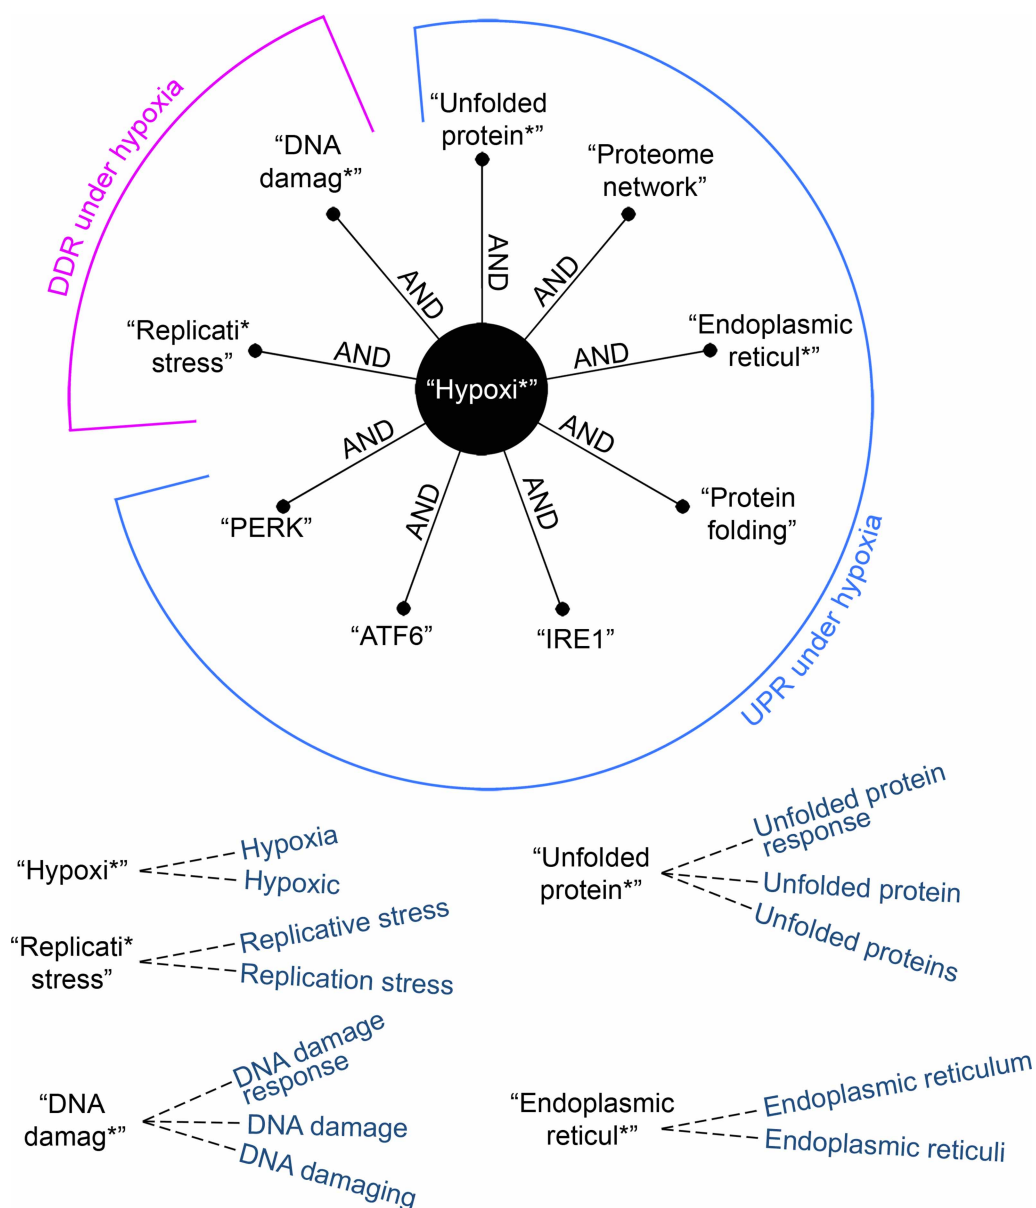 DDR under hypoxia
“Unfolded
protein*”
“DNA
damag*”
“Proteome
network”
AND
AND
AND
“Replicati*
stress”
AND
“Hypoxi*”
AND
“Endoplasmic
reticul*”
AND
AND
“PERK”
AND
AND
“Protein
folding”
“ATF6”
“IRE1”
UPR under hypoxia
“Hypoxi*”
Hypoxia
Hypoxic
“Unfolded
protein*”
Unfolded protein
response
Unfolded protein
Unfolded proteins
“Replicati*
stress”
Replicative stress
Replication stress
“DNA
damag*”
DNA damage
response
DNA damage
DNA damaging
“Endoplasmic
reticul*”
Endoplasmic reticulum
Endoplasmic reticuli